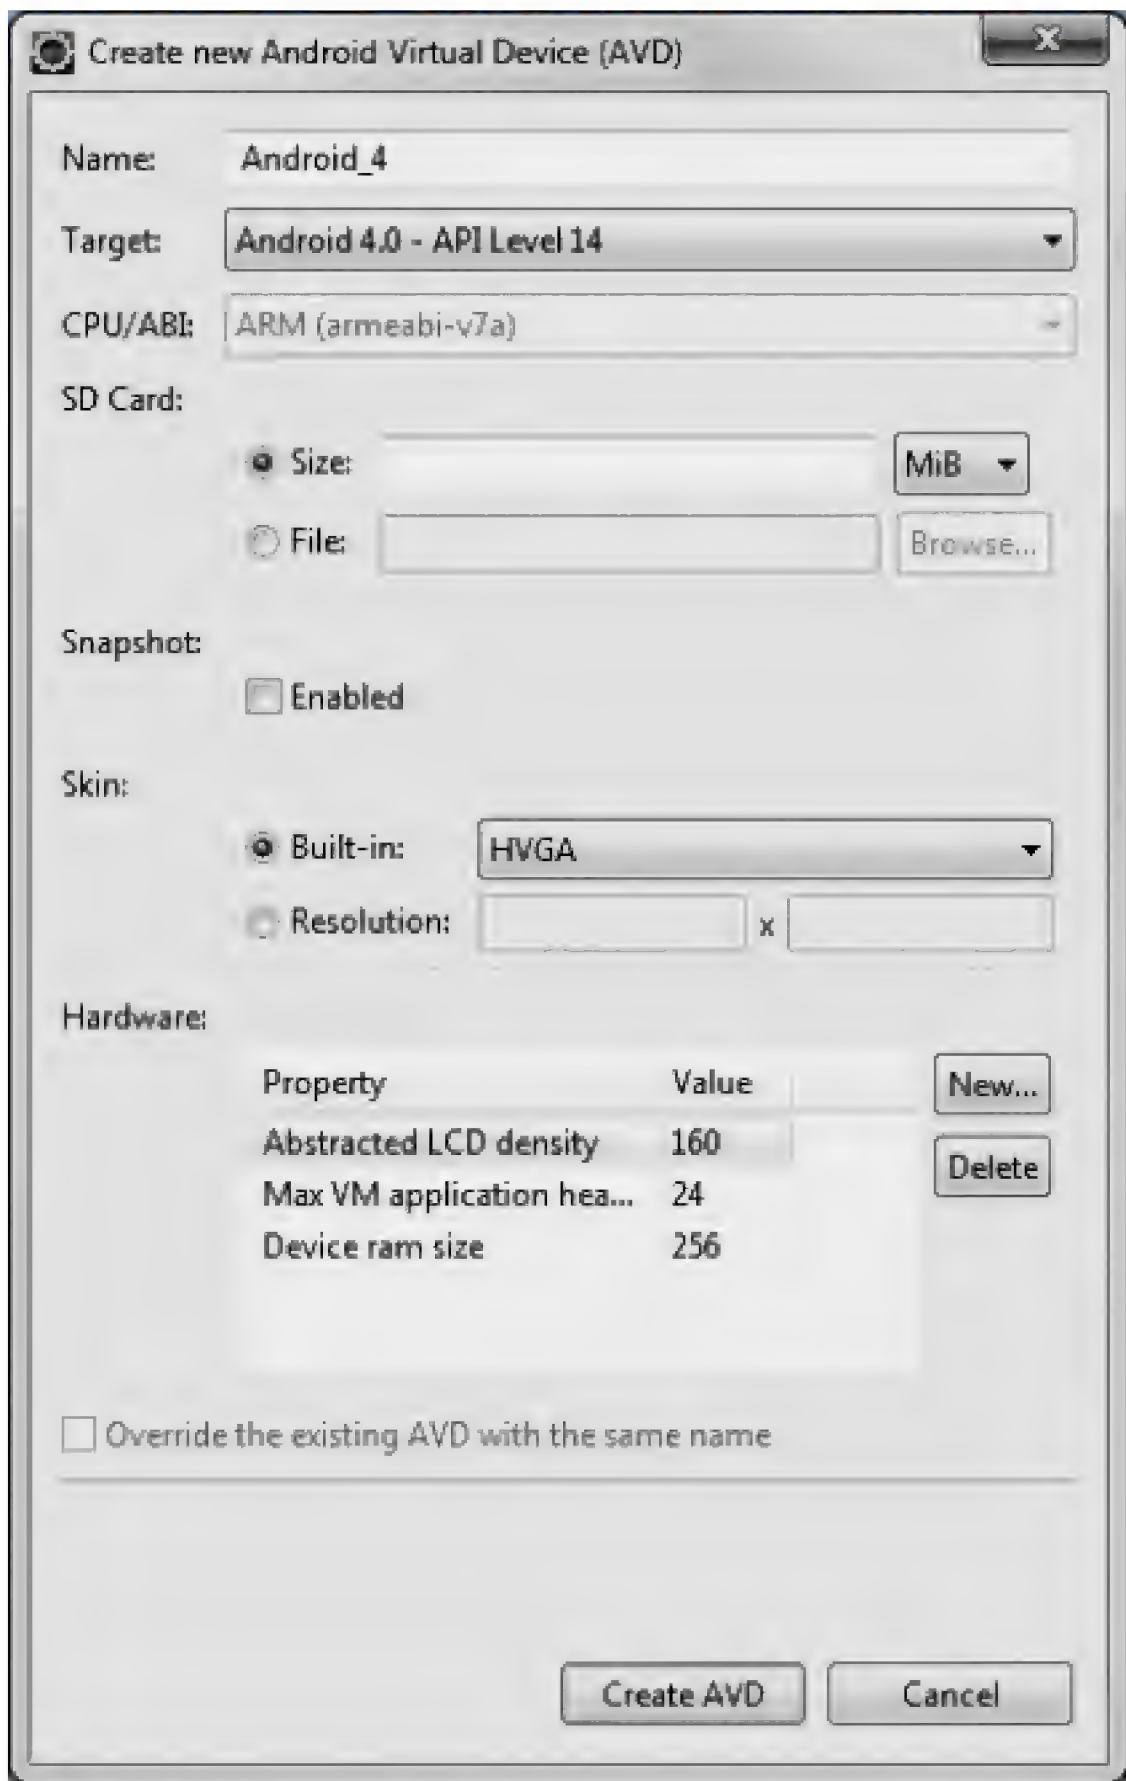 Create new Android Virtual Device (AVD)
Name: Android_4
Target: Android 4.0 - API Level 14
CPU/ABI: ARM (armeabi-v7a)
SD Card:
Size: MiB
File: Browse...
Snapshot:
Enabled
Skin:
Built-in: HVGA
Resolution: x
Hardware:
Property Value New...
Abstracted LCD density 160
Delete
Max VM application hea... 24
Device ram size 256
Override the existing AVD with the same name
Create AVD Cancel